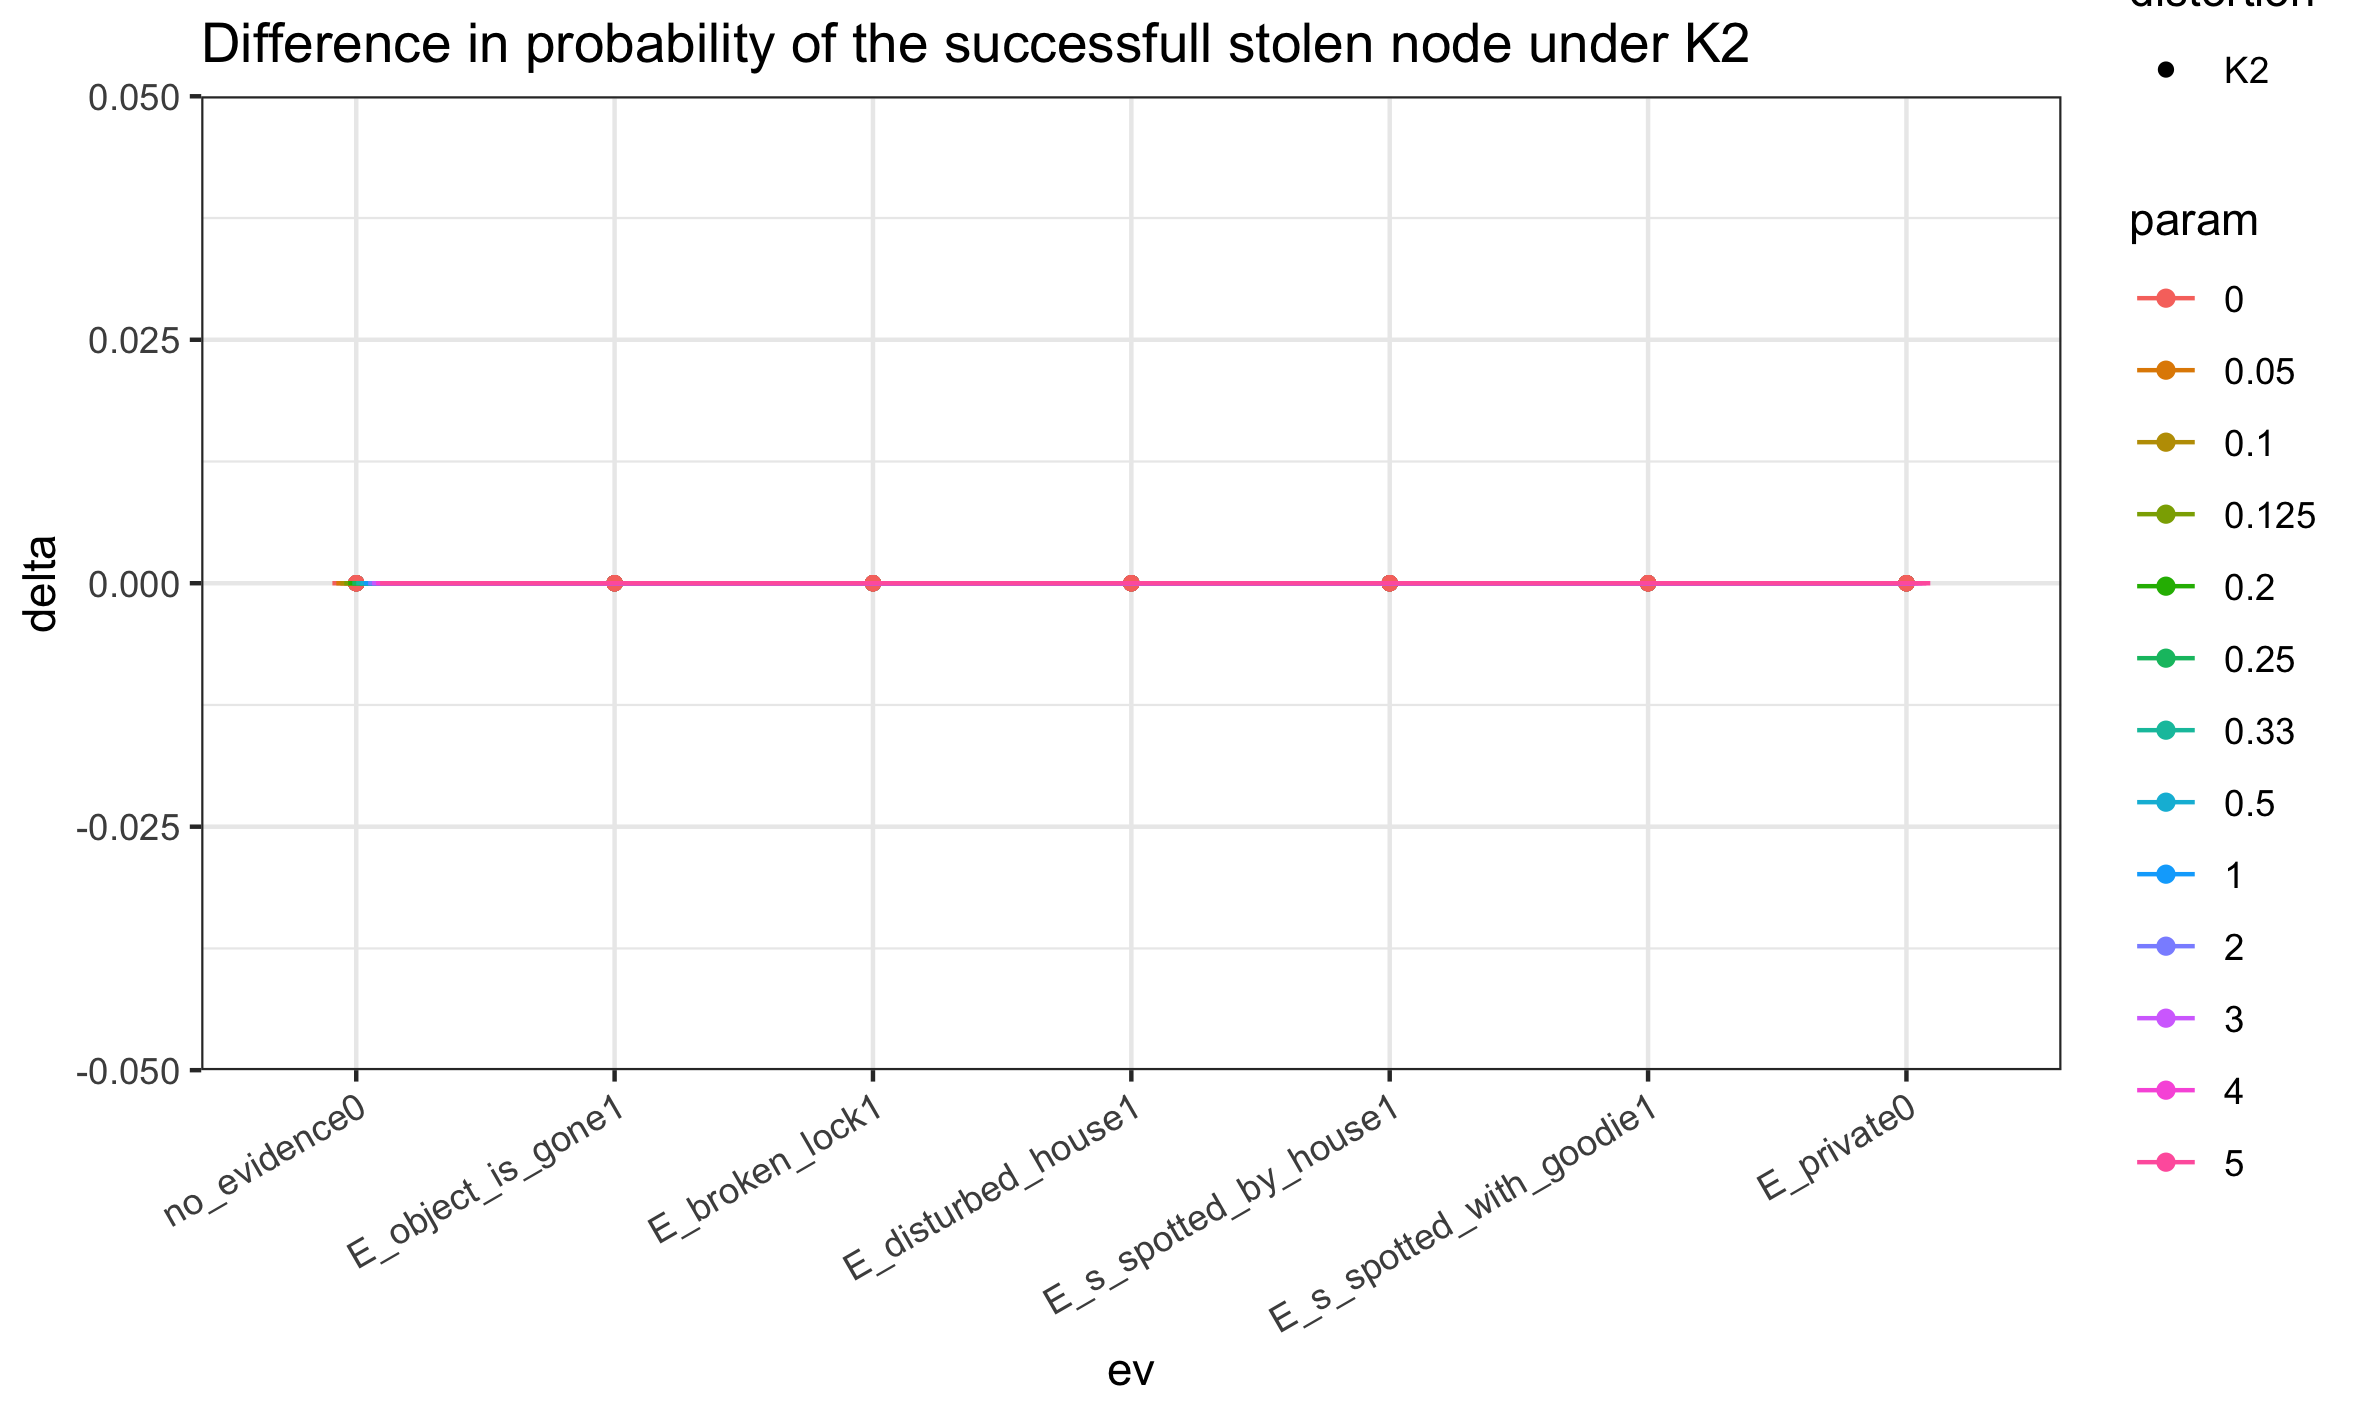 Difference in probability of the successfull stolen node under K2
0.050
0.025
0.000
-0.025
-0.050
delta
no_evidence0
E_object_is_gone1
E_broken_lock1
E_disturbed_house1
E_s_spotted_by_house1
E_s_spotted_with_goodie1
E_private0
ev
distortion
K2
param
0
0.05
0.1
0.125
0.2
0.25
0.33
0.5
1
2
3
4
5